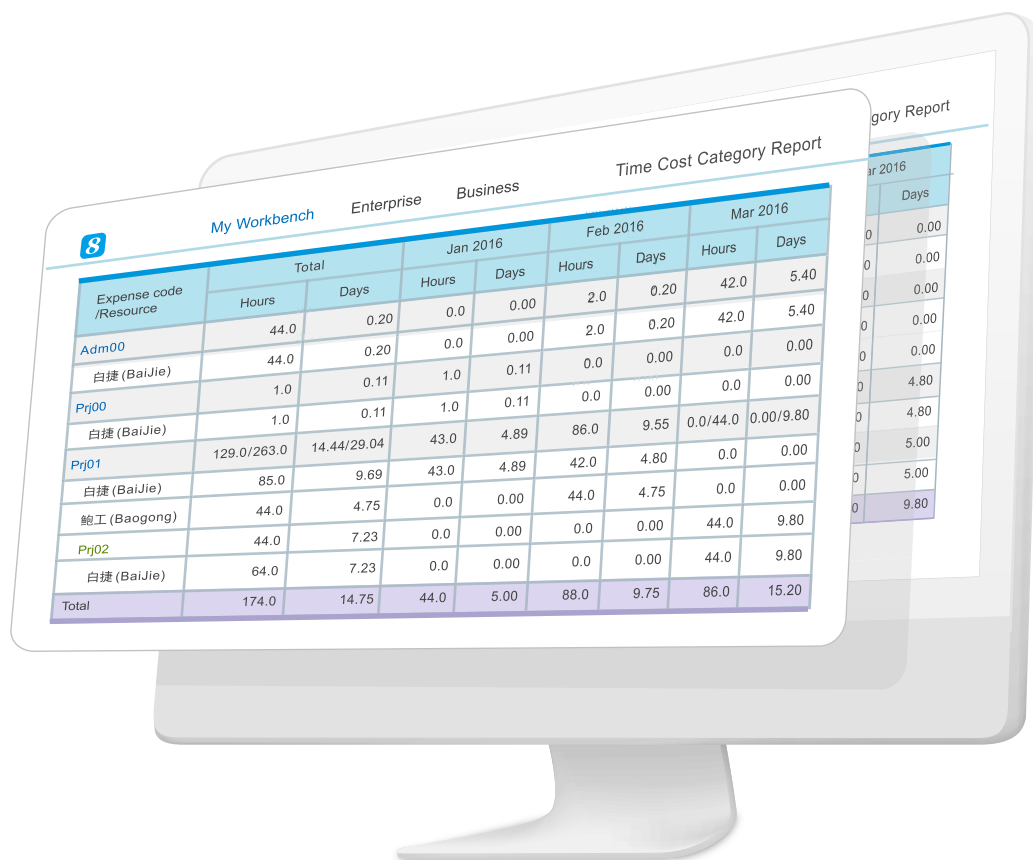 gory Report
Time Cost Category Report
My Workbench Enterprise Business
8
Expense code /Resource Total Jan 2016 Feb 2016 Mar 2016
Hours Days Hours Days Hours Days Hours Days
Adm00 44.0 0.20 0.0 0.00 2.0 0.20 42.0 5.40
白捷 (BaiJie) 44.0 0.20 0.0 0.00 2.0 0.20 42.0 5.40
Prj00 1.0 0.11 1.0 0.11 0.0 0.00 0.0 0.00
白捷 (BaiJie) 1.0 0.11 1.0 0.11 0.0 0.00 0.0 0.00
Prj01 129.0/263.0 14.44/29.04 43.0 4.89 86.0 9.55 0.0/44.0 0.00/9.80
白捷 (BaiJie) 85.0 9.69 43.0 4.89 42.0 4.80 0.0 0.00
鲍工 (Baogong) 44.0 4.75 0.0 0.00 44.0 4.75 0.0 0.00
Prj02 44.0 7.23 0.0 0.00 0.0 0.00 44.0 9.80
白捷 (BaiJie) 64.0 7.23 0.0 0.00 0.0 0.00 44.0 9.80
Total 174.0 14.75 44.0 5.00 88.0 9.75 86.0 15.20
ar 2016
Days
0 0.00
0 0.00
0 0.00
0 0.00
0 0.00
0 4.80
0 4.80
0 5.00
0 5.00
0 9.80